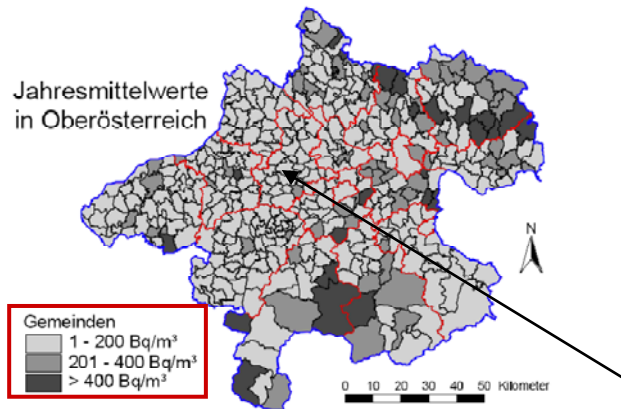 Jahresmittelwerte
in Oberösterreich
N
Gemeinden
1 - 200 Bq/m³
201 - 400 Bq/m³
> 400 Bq/m³
0 10 20 30 40 50 Kilometer